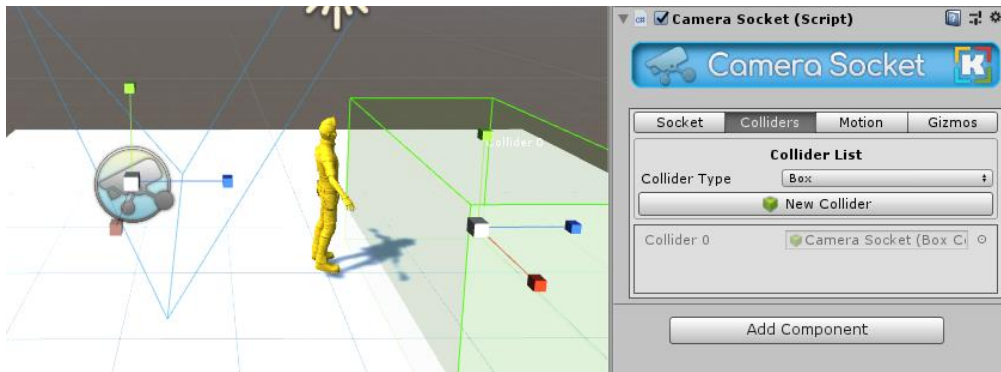 Camera Socket (Script)
Camera Socket K
Socket Colliders Motion Gizmos
Collider List
Collider Type Box
New Collider
Collider 0 Camera Socket (Box Co
Add Component
Collider 0